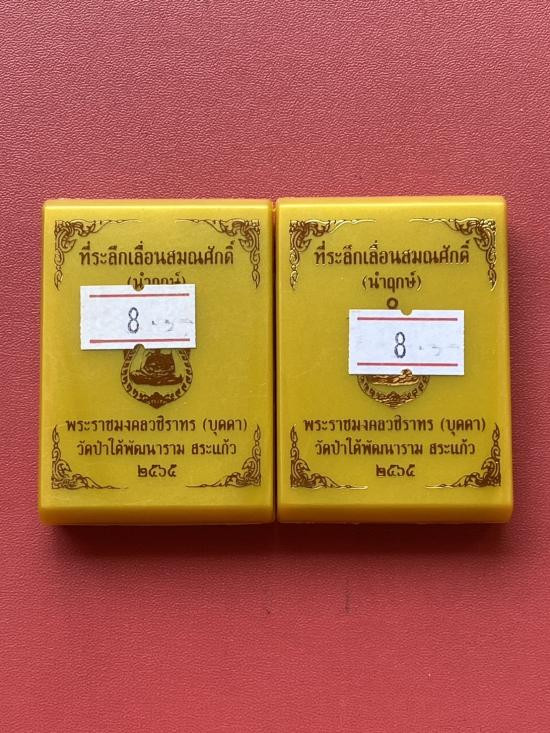 ที่ระลึกเลื่อนสมณศักดิ์
(นำฤกษ์)
8
พระราชมงคลวชิราทร (บุดดา)
วัดป่าใต้พัฒนาราม สระแก้ว
๒๕๖๕
ที่ระลึกเลื่อนสมณศักดิ์
(นำฤกษ์)
8
พระราชมงคลวชิราทร (บุดดา)
วัดป่าใต้พัฒนาราม สระแก้ว
๒๕๖๕